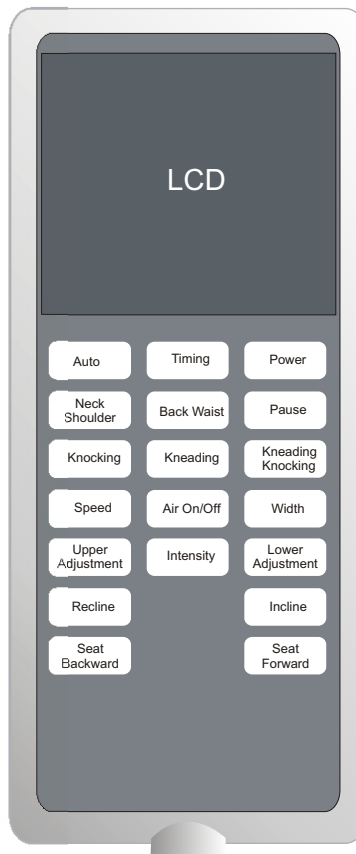 LCD
Auto
Timing
Power
Neck
Shoulder
Back Waist
Pause
Knocking
Kneading
Kneading
Knocking
Speed
Air On/Off
Width
Upper
Adjustment
Intensity
Lower
Adjustment
Recline
Incline
Seat
Backward
Seat
Forward